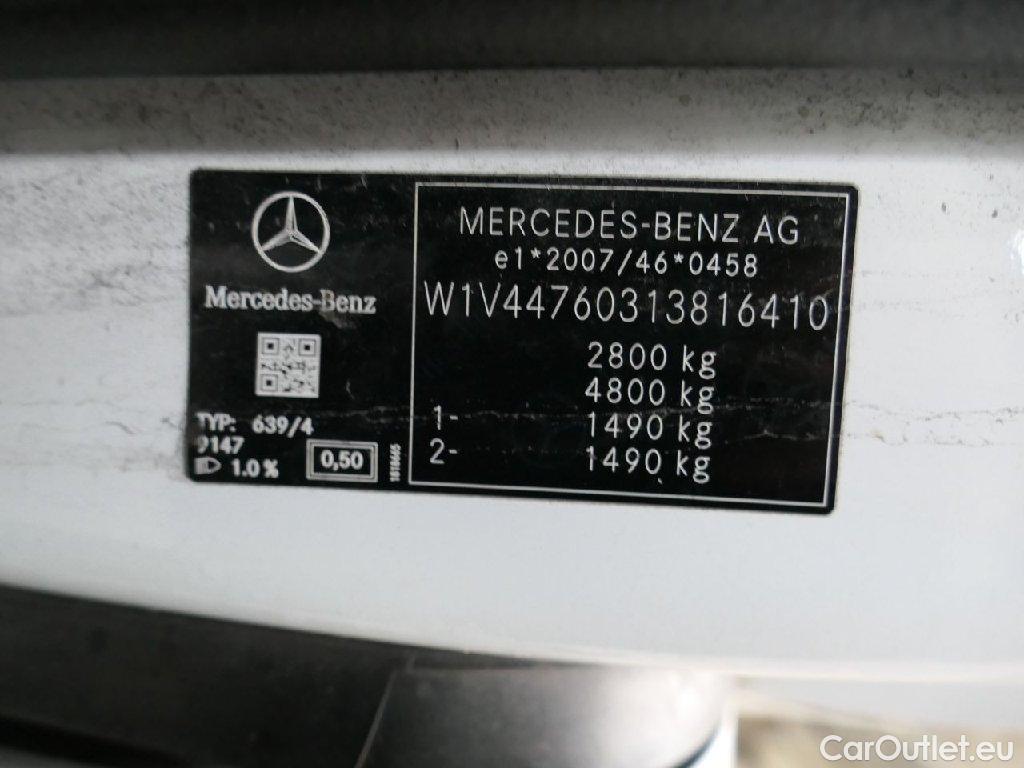 Mercedes-Benz
TYP: 639/4
9147
1.0 %
0,50
1818665
MERCEDES-BENZ AG
e1*2007/46*0458
W1V44760313816410
2800 kg
4800 kg
1- 1490 kg
2- 1490 kg
CarOutlet.eu